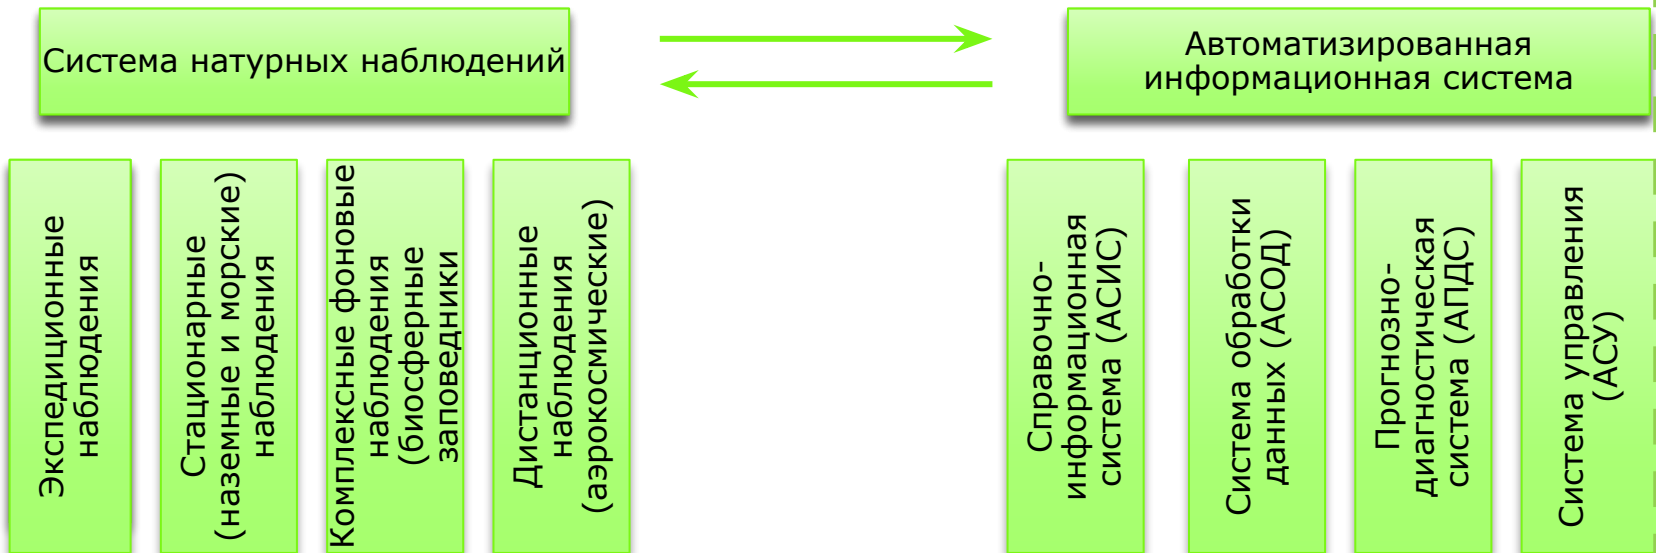 Система натурных наблюдений
Автоматизированная
информационная система
Экспедиционные
наблюдения
Стационарные
(наземные и морские)
наблюдения
Комплексные фоновые
наблюдения
(биосферные
заповедники
Дистанционные
наблюдения
(аэрокосмические)
Справочно-
информационная
система (АСИС)
Система обработки
данных (АСОД)
Прогнозно-
диагностическая
система (АПДС)
Система управления
(АСУ)